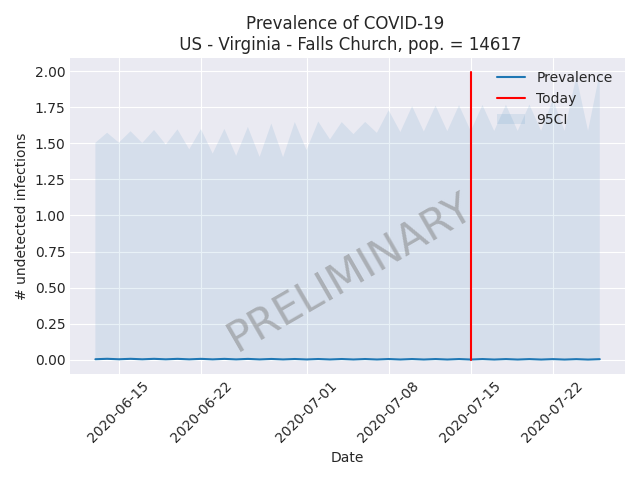 Prevalence of COVID-19
US - Virginia - Falls Church, pop. = 14617
# undetected infections
2.00
1.75
1.50
1.25
1.00
0.75
0.50
0.25
0.00
Prevalence
Today
95CI
PRELIMINARY
2020-06-15
2020-06-22
2020-07-01
2020-07-08
2020-07-15
2020-07-22
Date